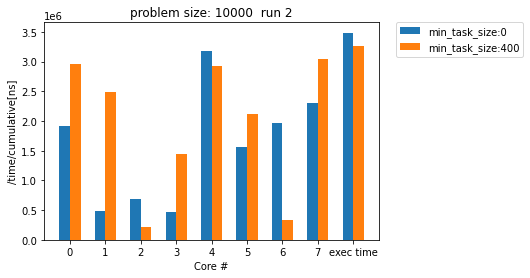 problem size: 10000  run 2
1e6
min_task_size:0
min_task_size:400
3.5
3.0
2.5
2.0
1.5
1.0
0.5
0.0
/time/cumulative[ns]
0 1 2 3 4 5 6 7 exec time
Core #